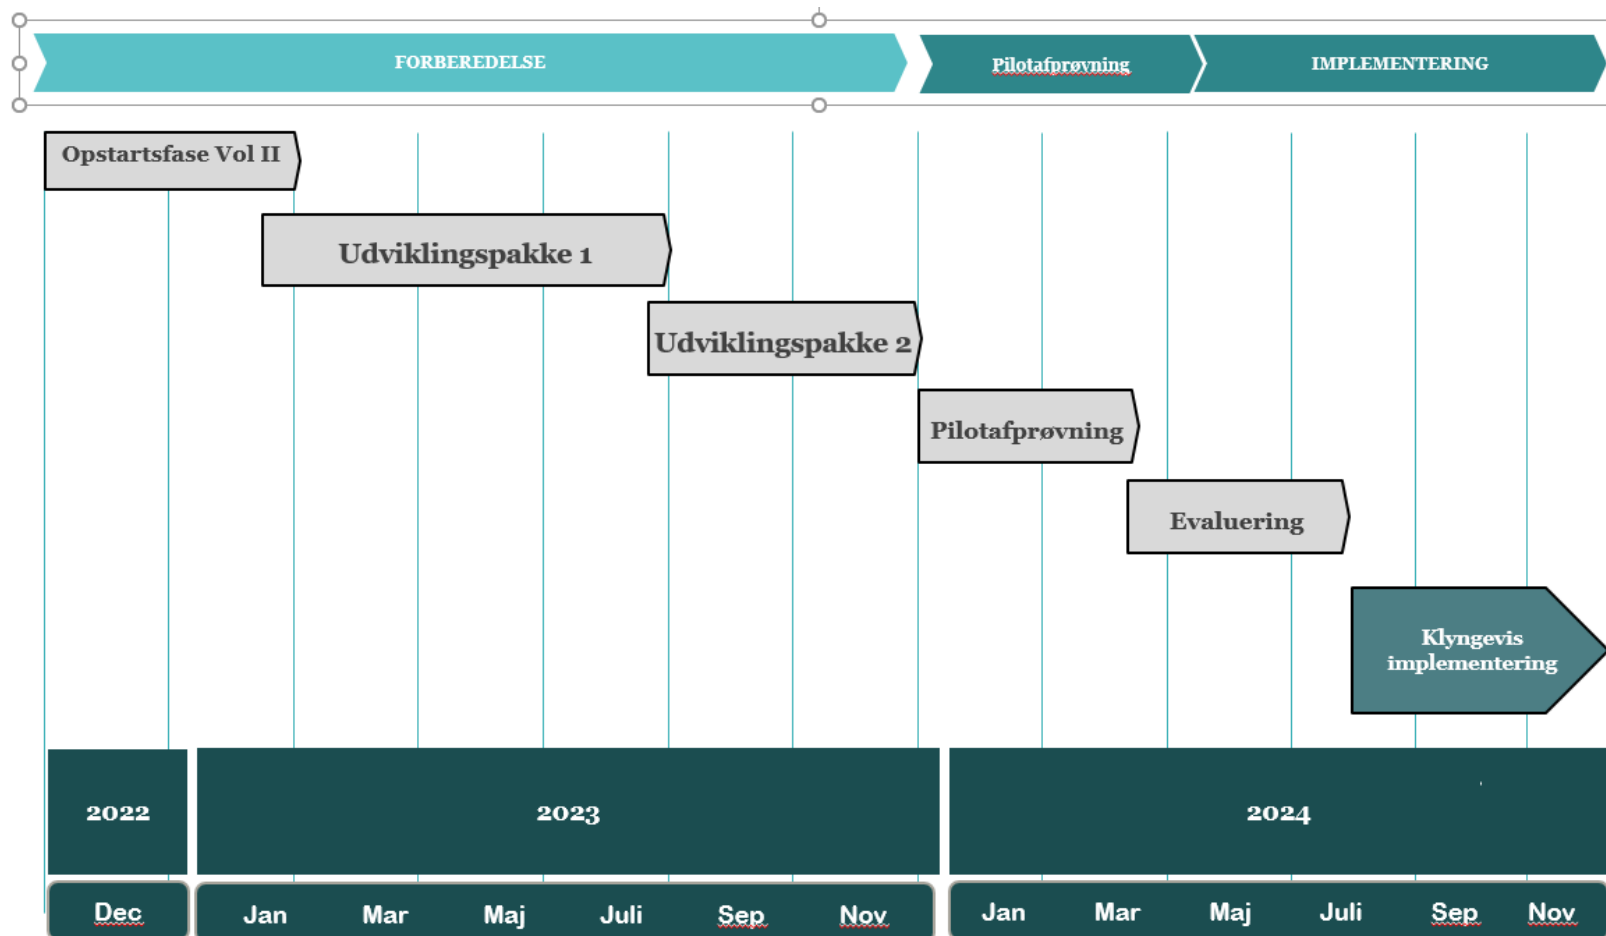 FORBEREDELSE
Pilotafprøvning
IMPLEMENTERING
Opstartsfase Vol II
Udviklingspakke 1
Udviklingspakke 2
Pilotafprøvning
Evaluering
Klyngevis
implementering
2022
2023
2024
Dec
Jan
Mar
Maj
Juli
Sep
Nov
Jan
Mar
Maj
Juli
Sep
Nov